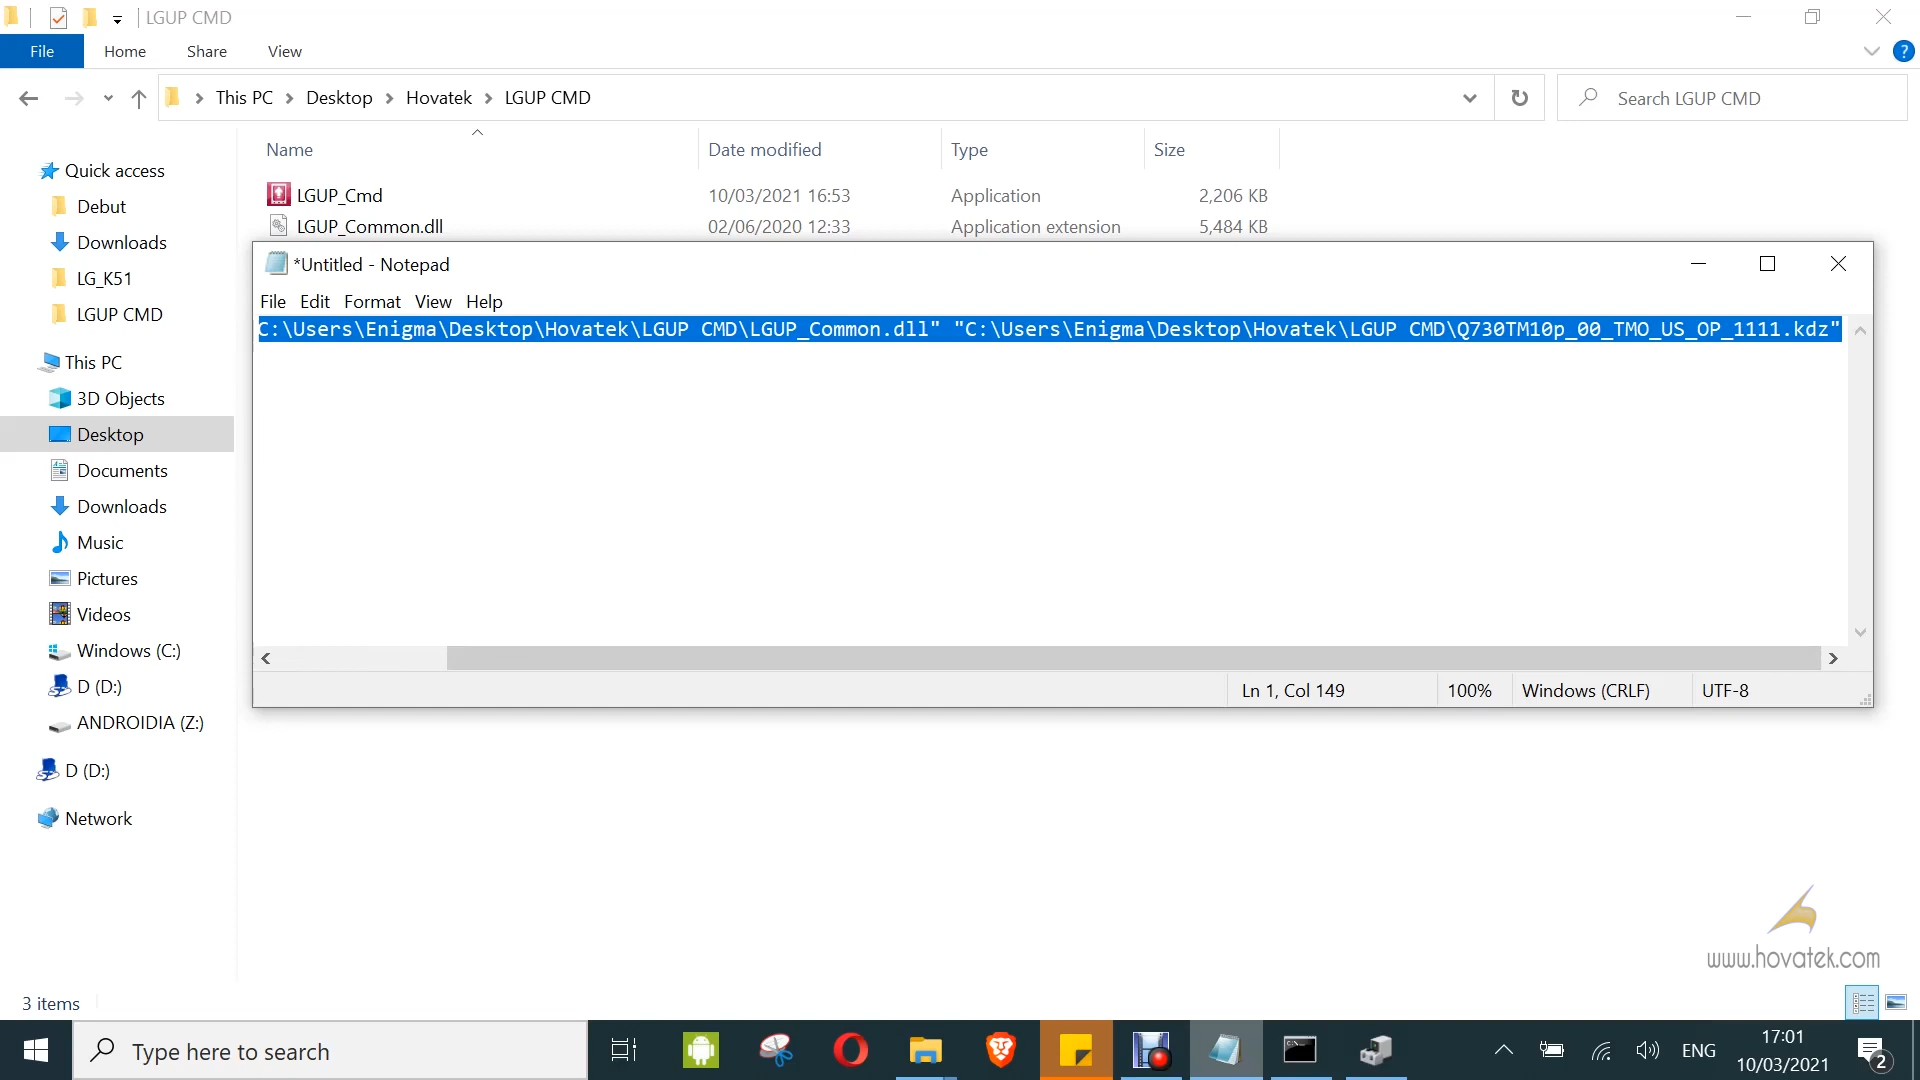 LGUP CMD
File Home Share View
This PC Desktop Hovatek LGUP CMD
Search LGUP CMD
Name Date modified Type Size
LGUP_Cmd 10/03/2021 16:53 Application 2,206 KB
LGUP_Common.dll 02/06/2020 12:33 Application extension 5,484 KB
Quick access
Debut
Downloads
LG_K51
LGUP CMD
This PC
3D Objects
Desktop
Documents
Downloads
Music
Pictures
Videos
Windows (C:)
D (D:)
ANDROIDIA (Z:)
D (D:)
Network
*Untitled - Notepad
File Edit Format View Help
C:\Users\Enigma\Desktop\Hovatek\LGUP CMD\LGUP_Common.dll" "C:\Users\Enigma\Desktop\Hovatek\LGUP CMD\Q730TM10p_00_TMO_US_OP_1111.kdz"
Ln 1, Col 149 100% Windows (CRLF) UTF-8
www.hovatek.com
3 items
Type here to search
ENG
17:01
10/03/2021
2